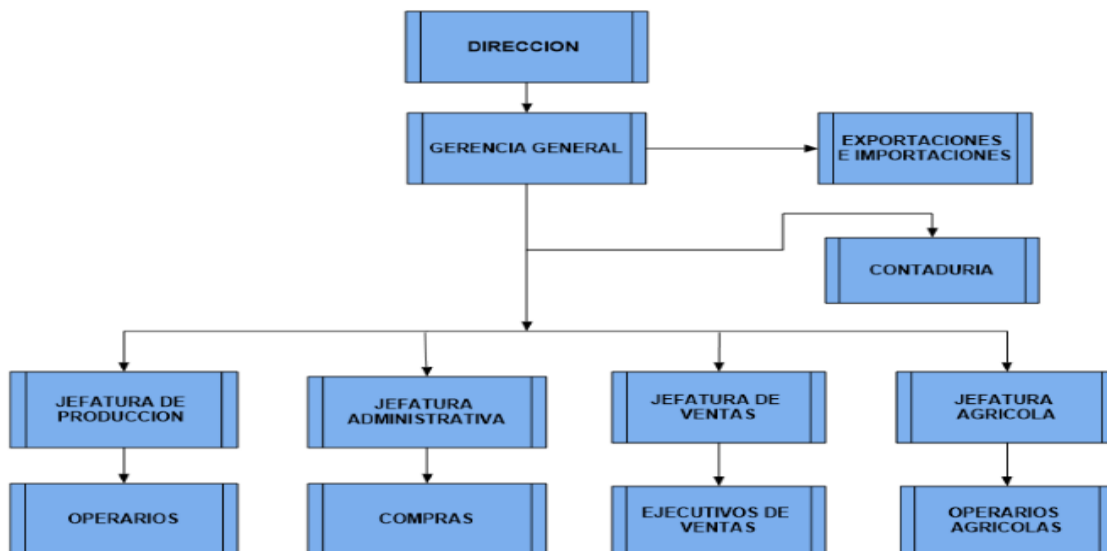 DIRECCION
GERENCIA GENERAL
EXPORTACIONES
E IMPORTACIONES
CONTADURIA
JEFATURA DE
PRODUCCION
JEFATURA
ADMINISTRATIVA
JEFATURA DE
VENTAS
JEFATURA
AGRICOLA
OPERARIOS
COMPRAS
EJECUTIVOS DE
VENTAS
OPERARIOS
AGRICOLAS